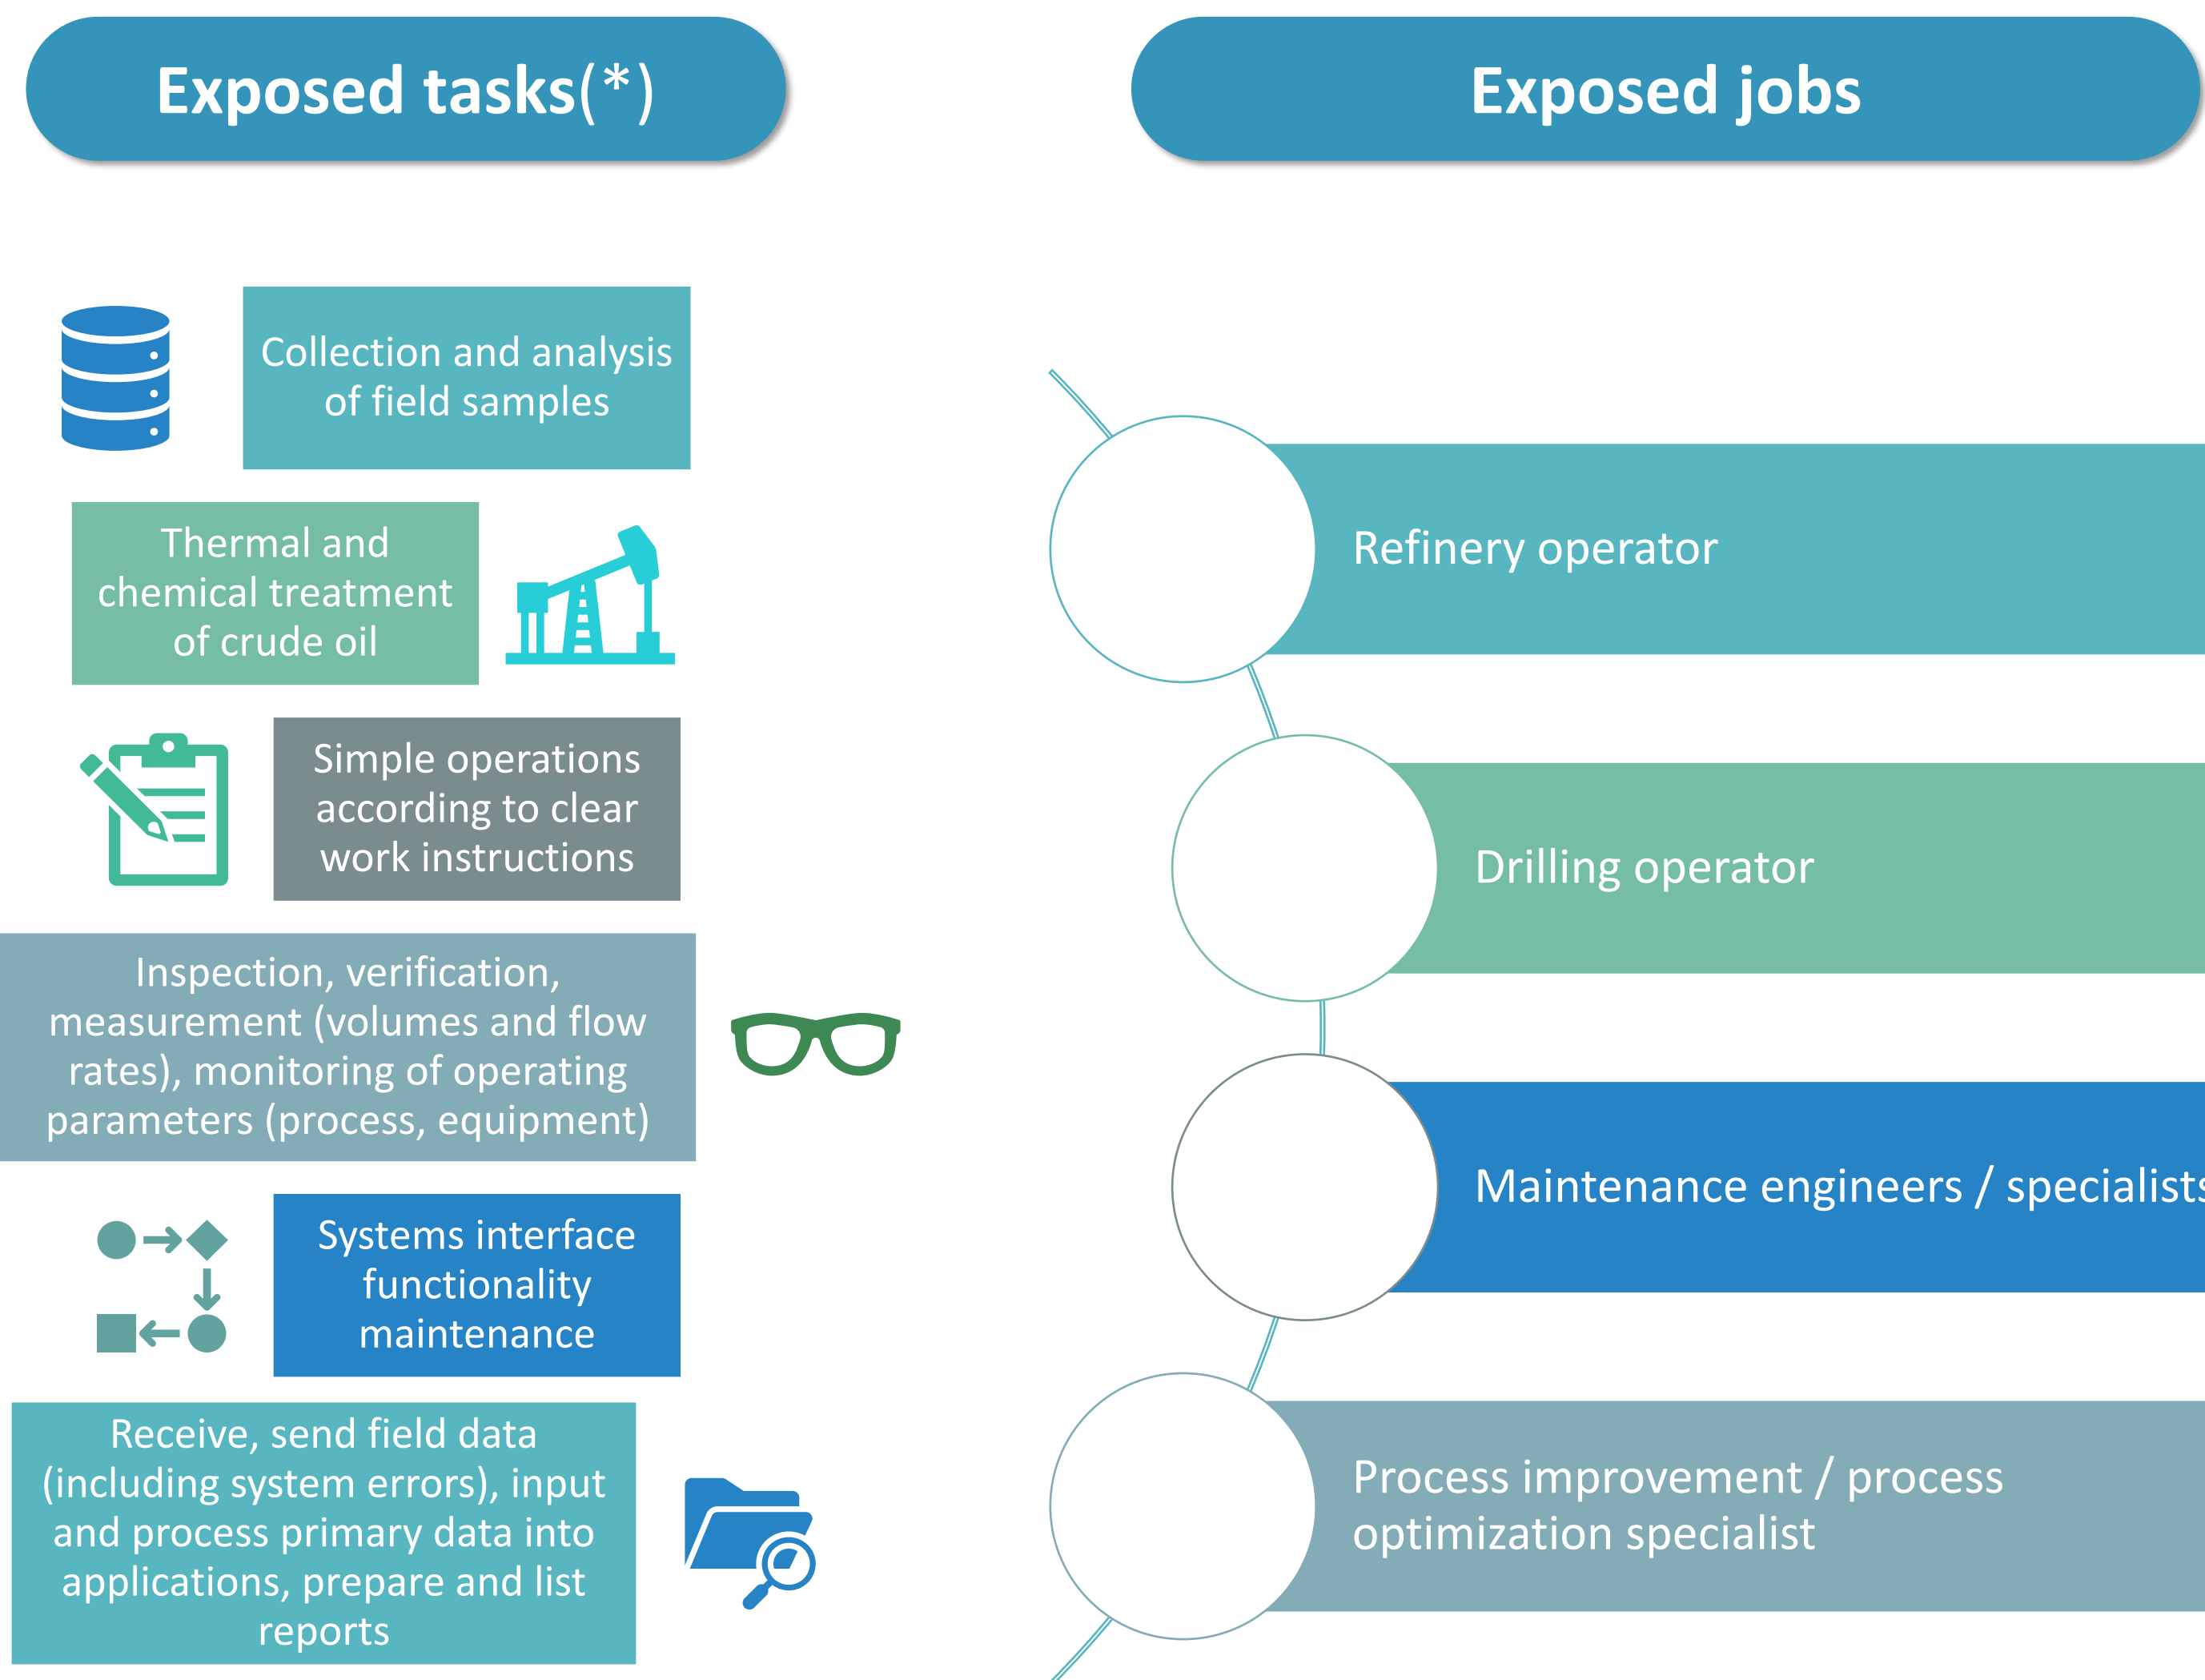 Exposed tasks(*)
Collection and analysis
of field samples
Thermal and
chemical treatment
of crude oil
Simple operations
according to clear
work instructions
Inspection, verification,
measurement (volumes and flow
rates), monitoring of operating
parameters (process, equipment)
Systems interface
functionality
maintenance
Receive, send field data
(including system errors), input
and process primary data into
applications, prepare and list
reports
Exposed jobs
Refinery operator
Drilling operator
Maintenance engineers / specialists
Process improvement / process
optimization specialist